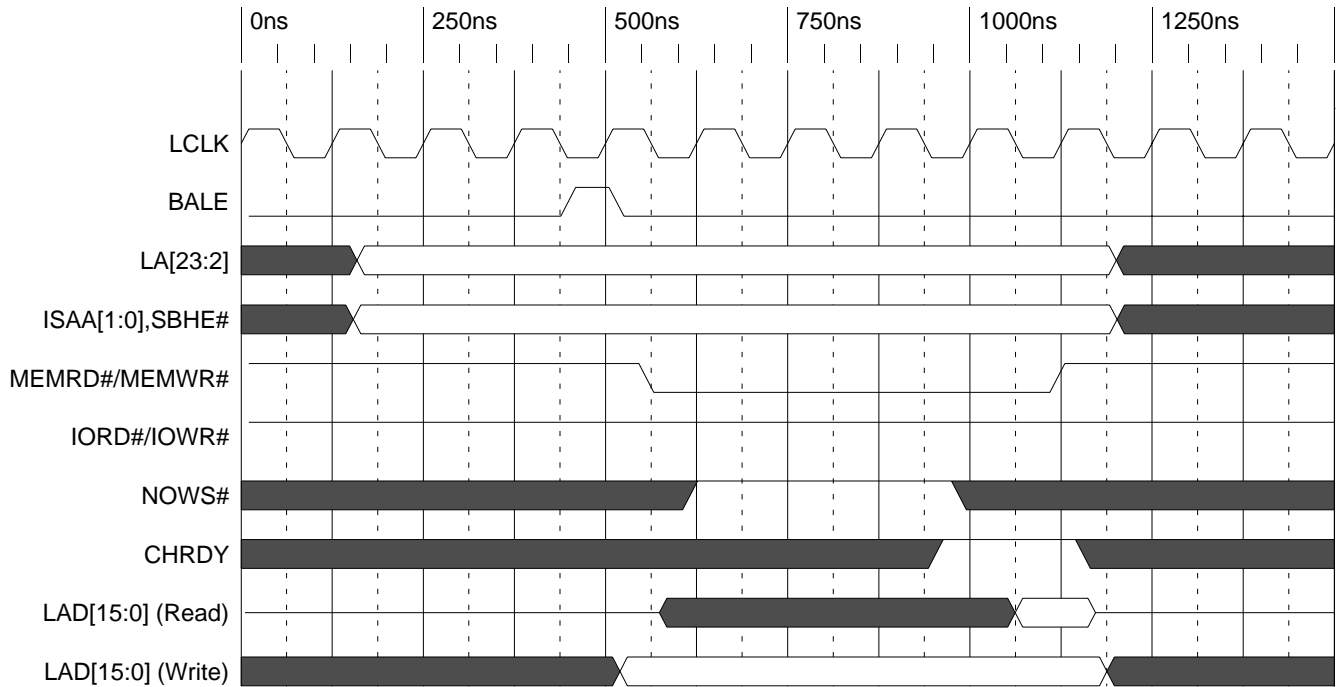 0ns 250ns 500ns 750ns 1000ns 1250ns
LCLK
BALE
LA[23:2]
ISAA[1:0],SBHE#
MEMRD#/MEMWR#
IORD#/IOWR#
NOWS#
CHRDY
LAD[15:0] (Read)
LAD[15:0] (Write)